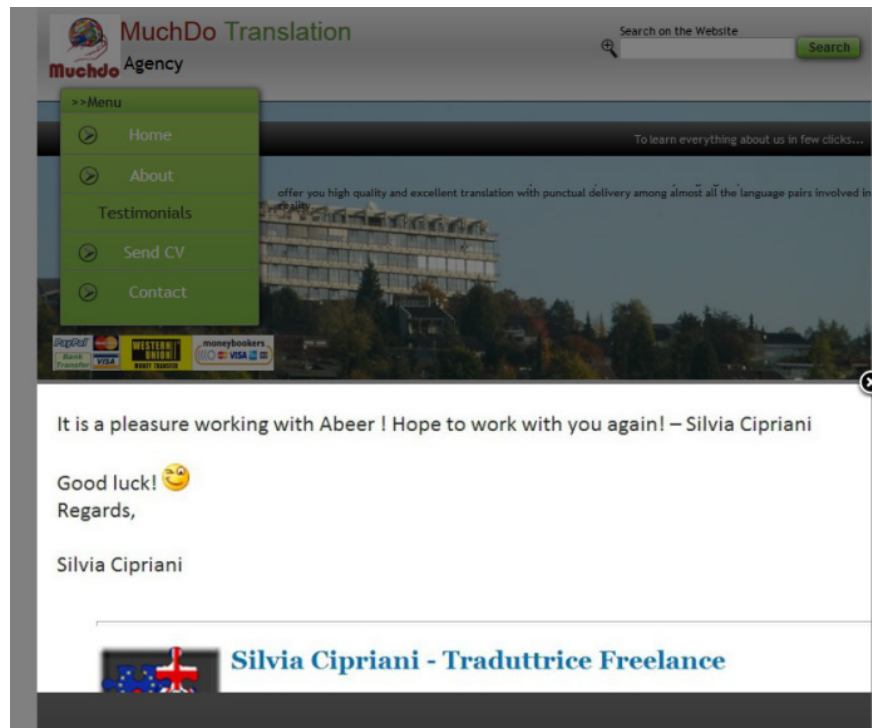 MuchDo Translation
Muchdo Agency
Search on the Website
Search
>>Menu
Home
To learn everything about us in few clicks...
About
offer you high quality and excellent translation with punctual delivery among almost all the language pairs involved in
reality
Testimonials
Send CV
Contact
PayPal
Bank
Transfer VISA
WESTERN
UNION
MONEY TRANSFER
moneybookers
VISA
It is a pleasure working with Abeer ! Hope to work with you again! – Silvia Cipriani
Good luck!
Regards,
Silvia Cipriani
Silvia Cipriani - Traduttrice Freelance